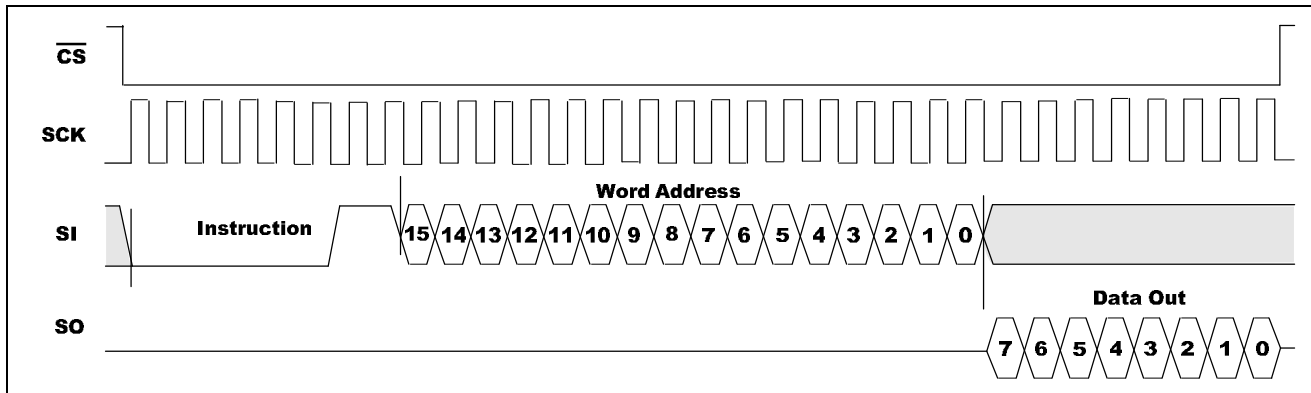 CS
SCK
Word Address
SI
Instruction
15 14 13 12 11 10 9 8 7 6 5 4 3 2 1 0
Data Out
SO
7 6 5 4 3 2 1 0